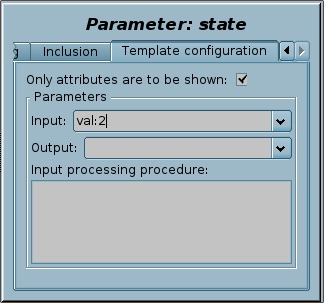 Parameter: state
g Inclusion Template configuration
Only attributes are to be shown:
Parameters
Input: val:2
Output:
Input processing procedure: